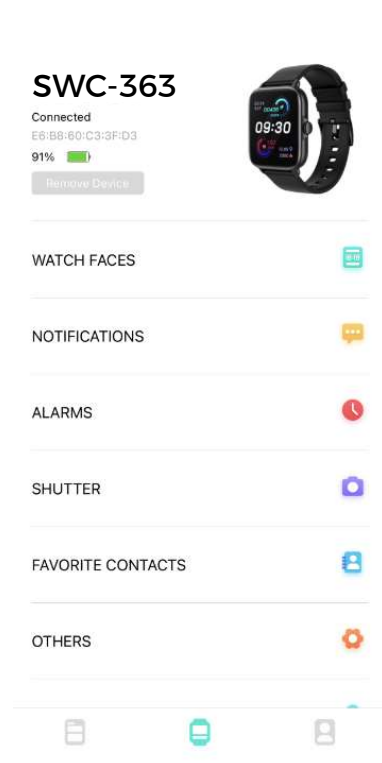 SWC-363
Connected
E6:B8:60:C3:3F:D3
91%
Remove Device
09:30
WATCH FACES
NOTIFICATIONS
ALARMS
SHUTTER
FAVORITE CONTACTS
OTHERS